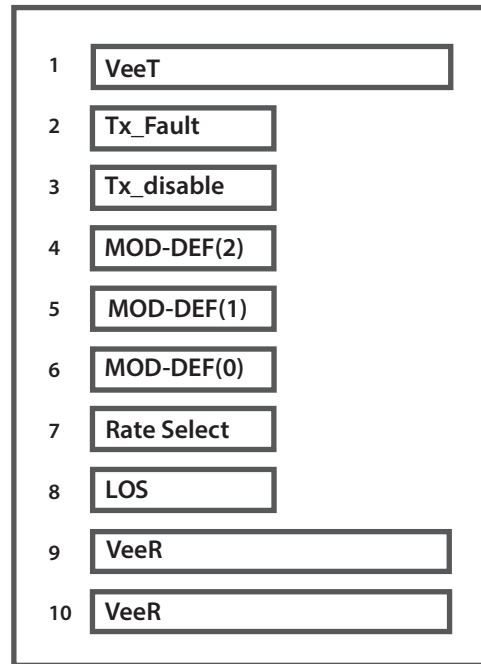 1 VeeT
2 Tx_Fault
3 Tx_disable
4 MOD-DEF(2)
5 MOD-DEF(1)
6 MOD-DEF(0)
7 Rate Select
8 LOS
9 VeeR
10 VeeR